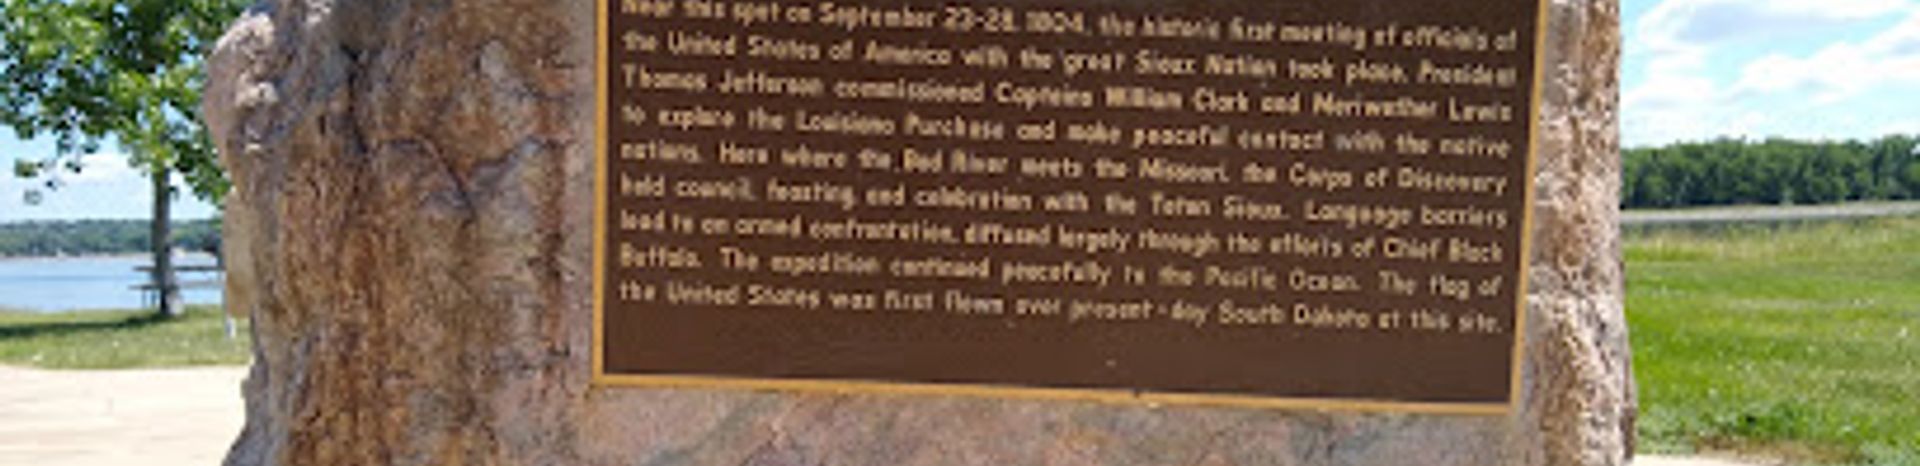 Near this spot on September 23-28, 1804, the historic first meeting of officials of
the United States of America with the great Sioux Nation took place. President
Thomas Jefferson commissioned Captains William Clark and Meriwether Lewis
to explore the Louisiana Purchase and make peaceful contact with the native
nations. Here where the Bad River meets the Missouri, the Corps of Discovery
held council, feasting, and celebration with the Teton Sioux. Language barriers
lead to an armed confrontation, diffused largely through the efforts of Chief Black
Buffalo. The expedition continued peacefully to the Pacific Ocean. The flag of
the United States was first flown over present-day South Dakota at this site.